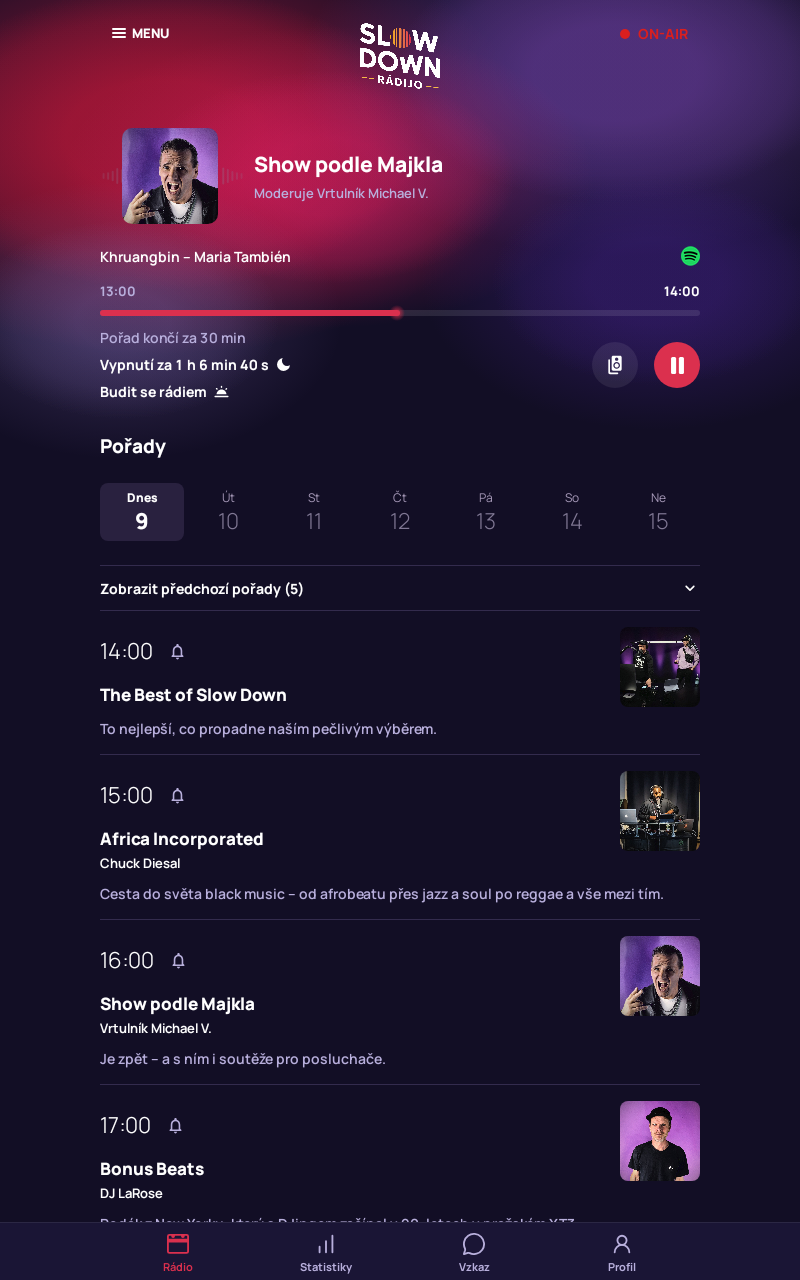 MENU
SLOW
DOWN
RÁDIJO
ON-AIR
Show podle Majkla
Moderuje Vrtulník Michael V.
Khruangbin – Maria También
13:00
14:00
Pořad končí za 30 min
Vypnutí za 1 h 6 min 40 s
Budit se rádiem
Pořady
Dnes Út St Čt Pá So Ne
9 10 11 12 13 14 15
Zobrazit předchozí pořady (5)
14:00
The Best of Slow Down
To nejlepší, co propadne naším pečlivým výběrem.
15:00
Africa Incorporated
Chuck Diesal
Cesta do světa black music – od afrobeatu přes jazz a soul po reggae a vše mezi tím.
16:00
Show podle Majkla
Vrtulník Michael V.
Je zpět – a s ním i soutěže pro posluchače.
17:00
Bonus Beats
DJ LaRose
Rádio
Statistiky
Vzkaz
Profil